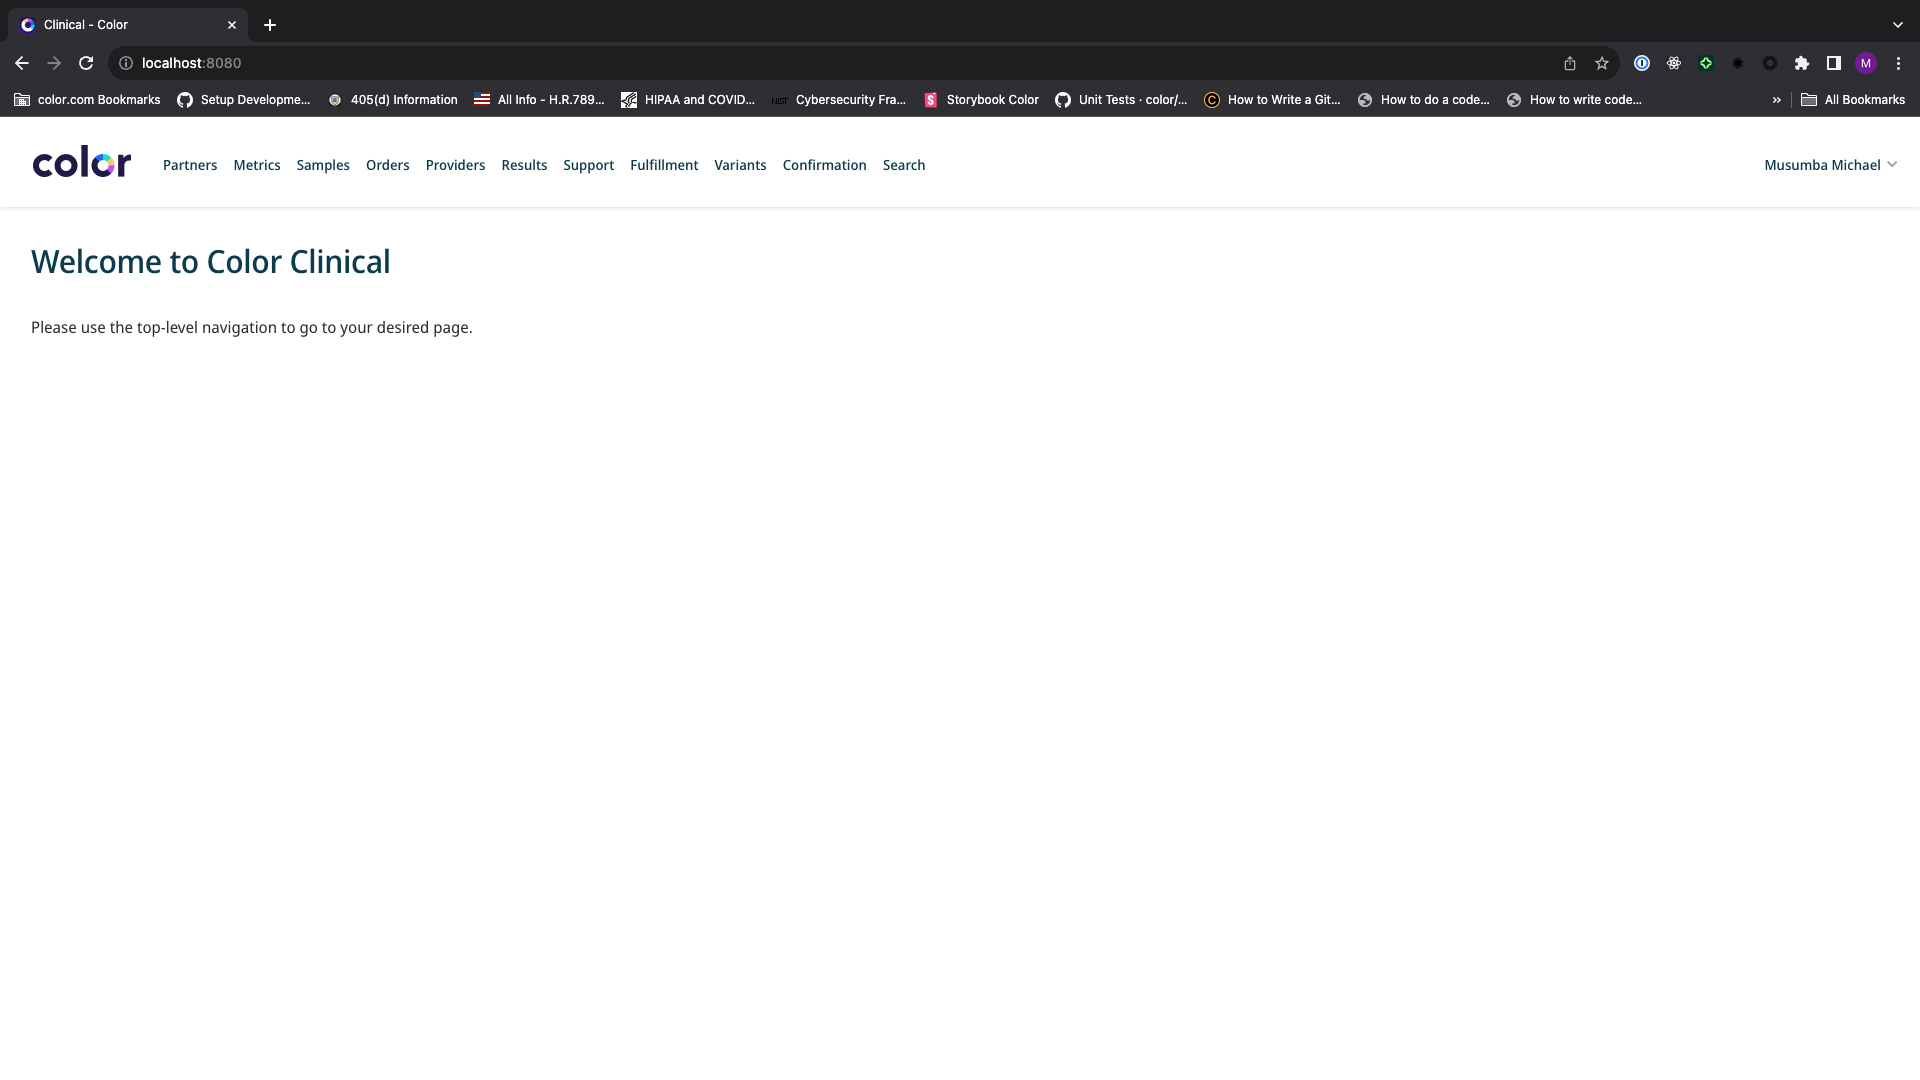 Clinical - Color
localhost:8080
M
color.com Bookmarks
Setup Developme...
405(d) Information
All Info - H.R.789...
HIPAA and COVID...
NIST
Cybersecurity Fra...
Storybook Color
Unit Tests · color/...
How to Write a Git...
How to do a code...
How to write code...
»
All Bookmarks
color
Partners Metrics Samples Orders Providers Results Support Fulfillment Variants Confirmation Search
Musumba Michael
Welcome to Color Clinical
Please use the top-level navigation to go to your desired page.